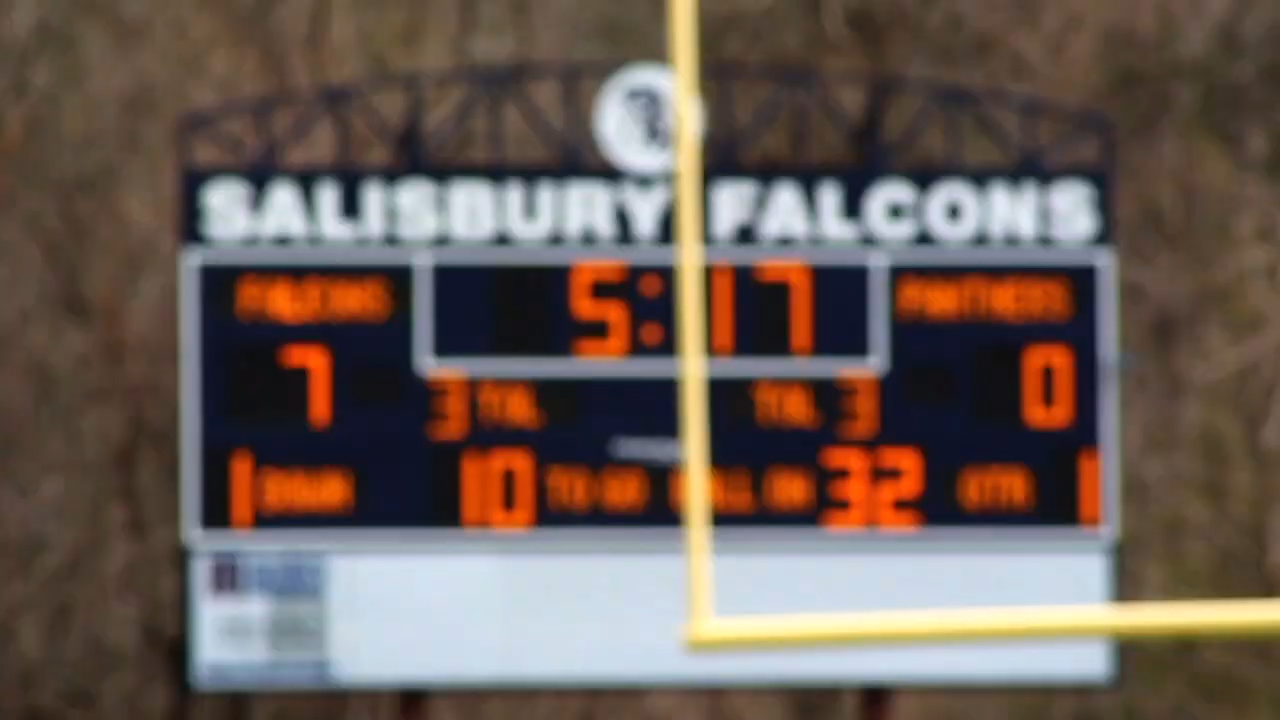 SALISBURY FALCONS
FALCONS 5:17 PANTHERS
7 3 TOL TOL 3 0
1 DOWN 10 TO GO BALL ON 32 QTR 1